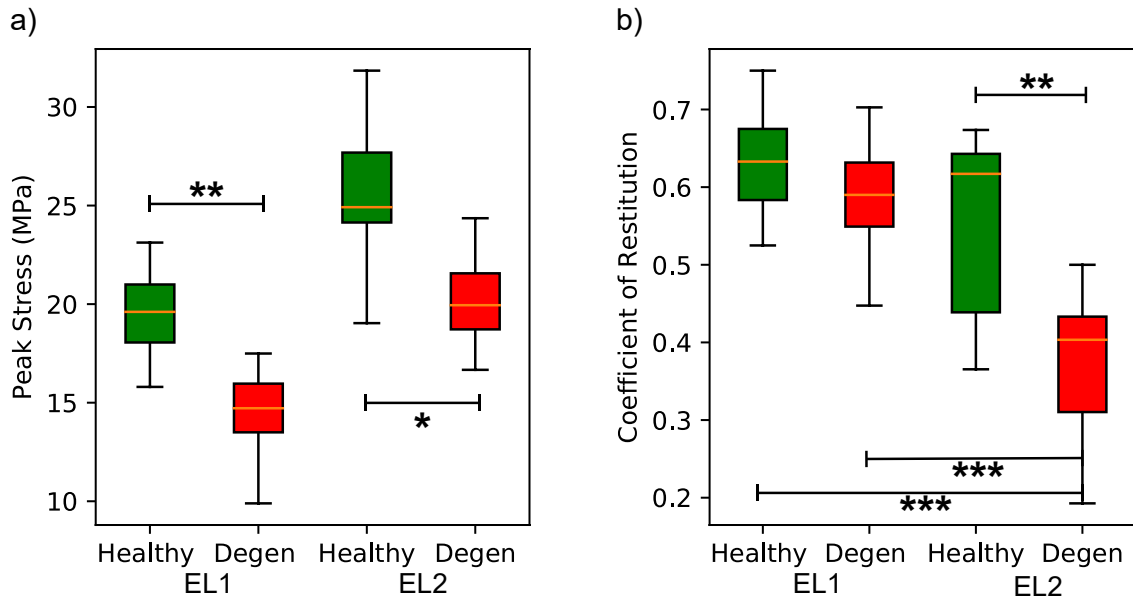 a)
Peak Stress (MPa)
30
25
20
15
10
**
*
Healthy Degen Healthy Degen
EL1 EL2
b)
Coefficient of Restitution
0.7
0.6
0.5
0.4
0.3
0.2
**
***
***
Healthy Degen Healthy Degen
EL1 EL2